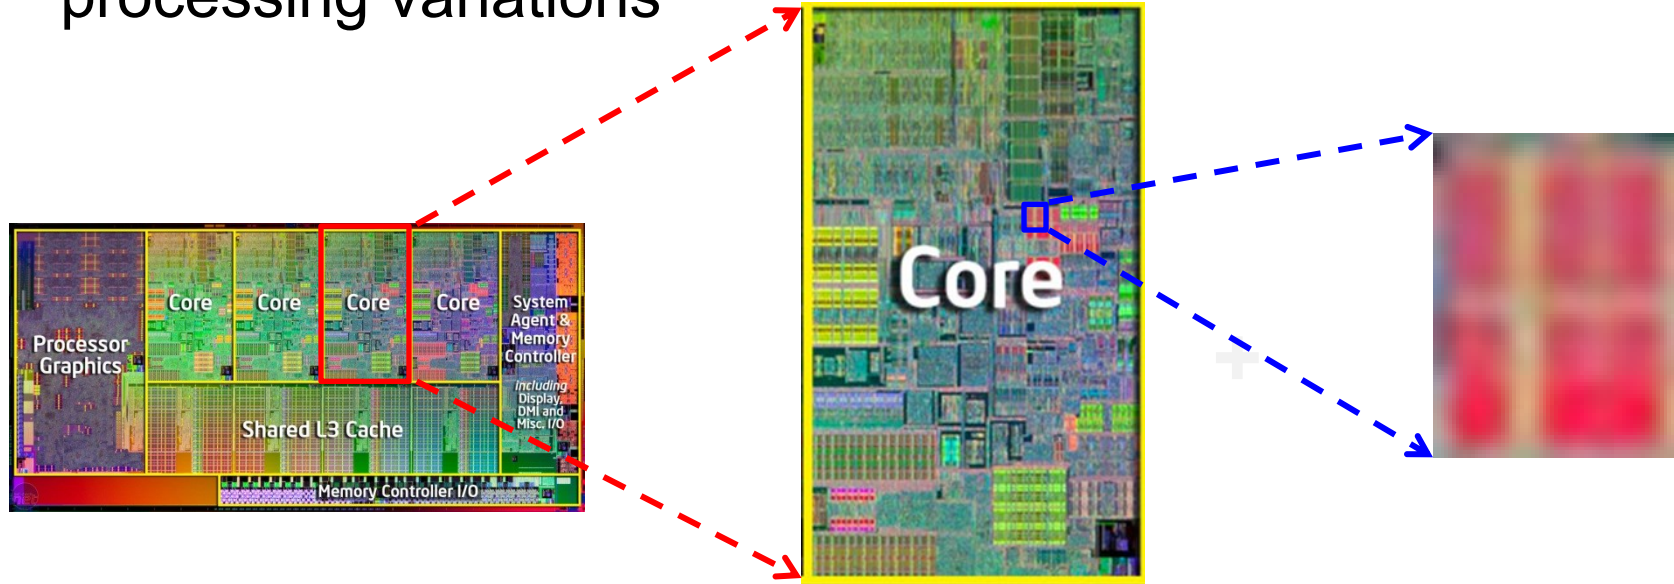 processing variations
Processor
Graphics
Core
Core
Core
Core
System
Agent &
Memory
Controller
including
Display,
DMI and
Misc. I/O
Shared L3 Cache
Memory Controller I/O
Core